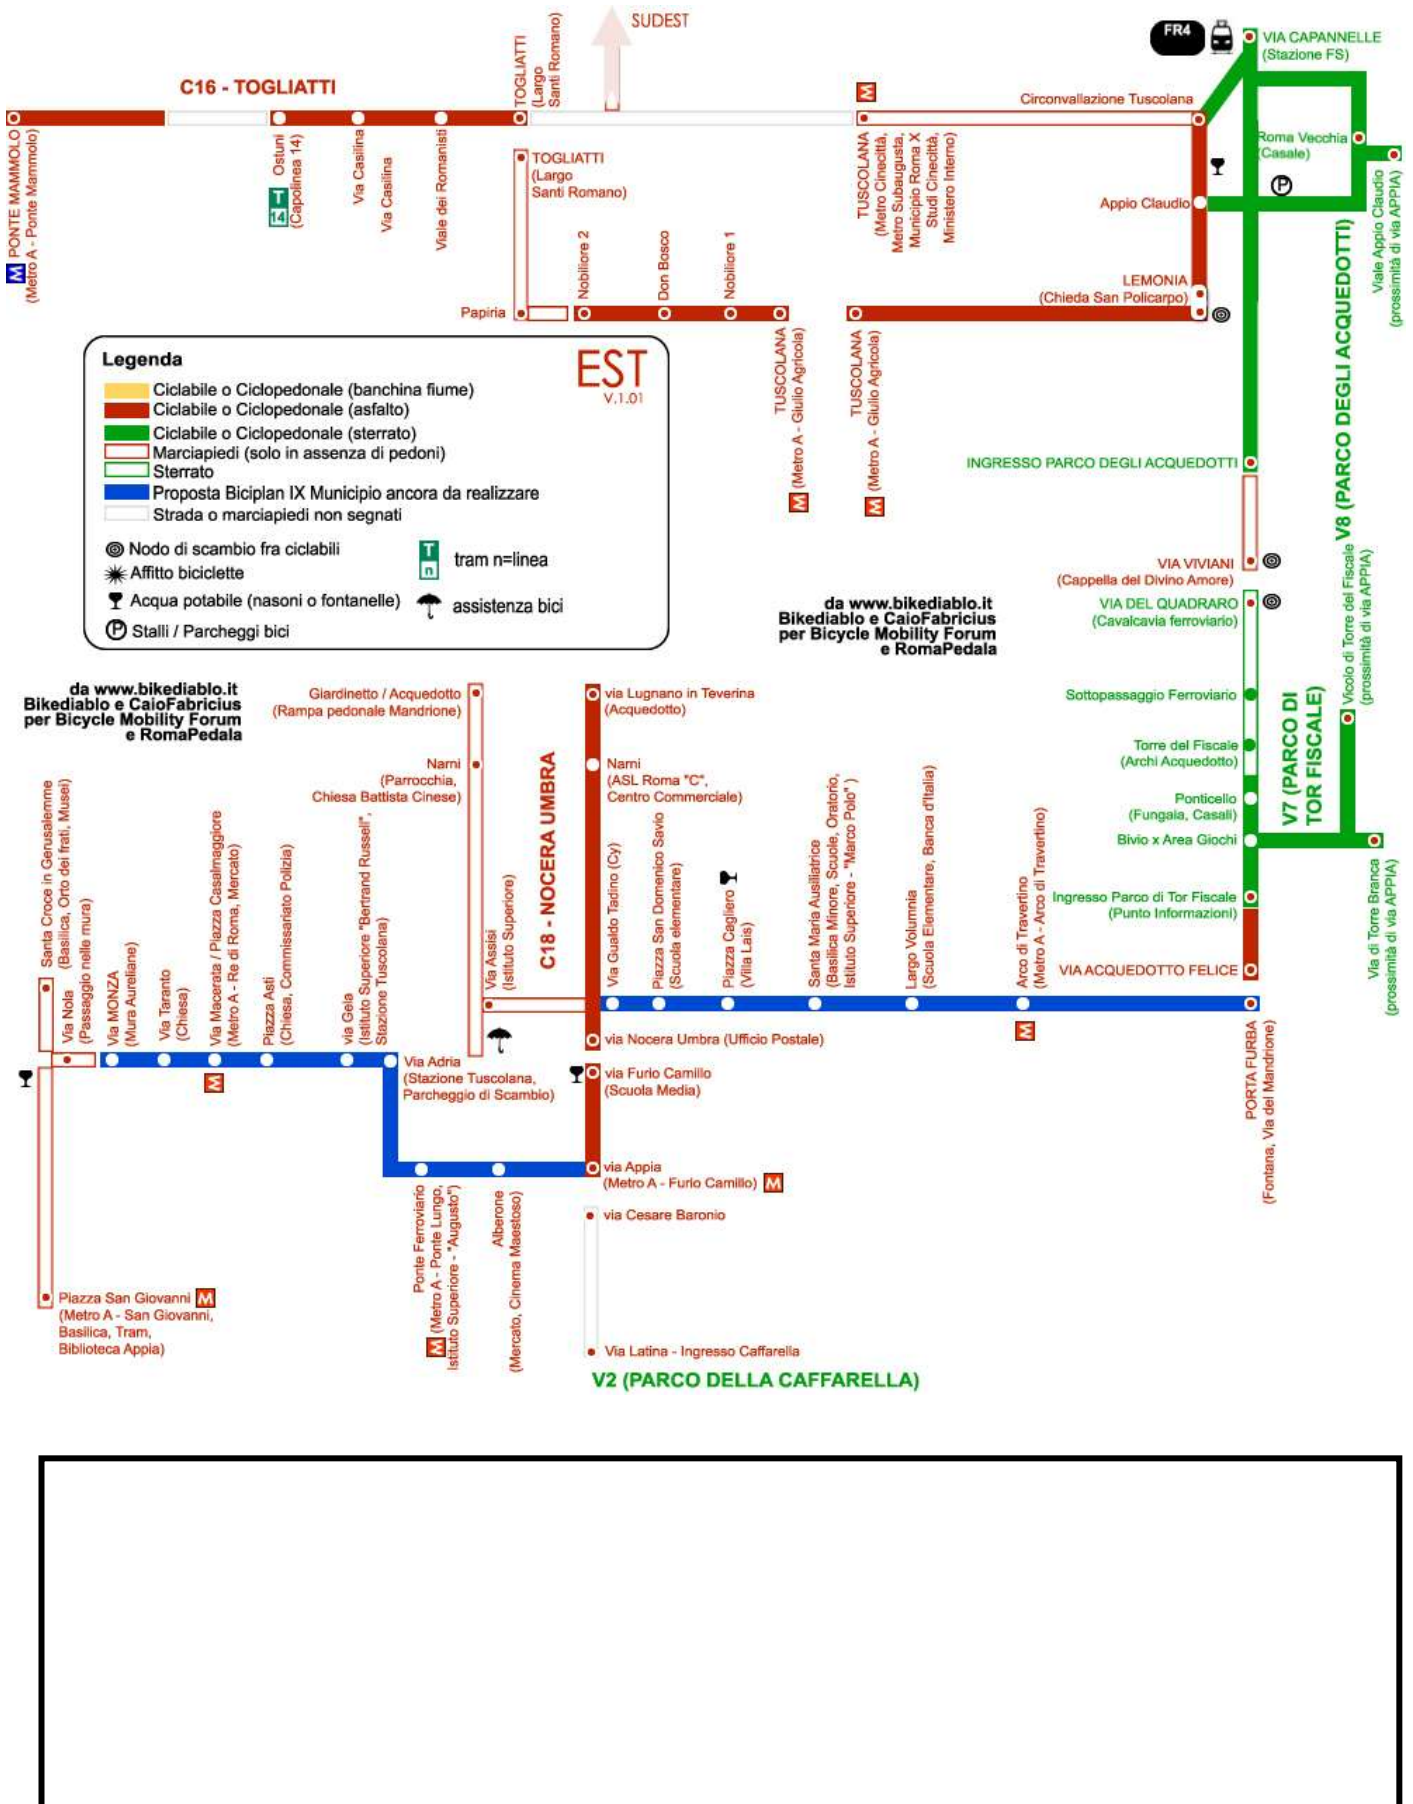 SUDEST
C16 - TOGLIATTI
PONTE MAMMOLO
(Metro A - Ponte Mammolo)
M
Ostuni
(Capolinea 14)
T
14
Via Casilina
Via Casilina
Viale dei Romanisti
TOGLIATTI
(Largo
Santi Romano)
TOGLIATTI
(Largo
Santi Romano)
Papiria
Nobiliore 2
Don Bosco
Nobiliore 1
TUSCOLANA
(Metro A - Giulio Agricola)
M
TUSCOLANA
(Metro A - Giulio Agricola)
M
M
TUSCOLANA
(Metro Cinecittà,
Metro Subaugusta,
Municipio Roma X
Studi Cinecittà,
Ministero Interno)
Circonvallazione Tuscolana
FR4
VIA CAPANNELLE
(Stazione FS)
Roma Vecchia
(Casale)
P
Appio Claudio
Viale Appio Claudio
(prossimità di via APPIA)
LEMONIA
(Chieda San Policarpo)
V8 (PARCO DEGLI ACQUEDOTTI)
INGRESSO PARCO DEGLI ACQUEDOTTI
VIA VIVIANI
(Cappella del Divino Amore)
VIA DEL QUADRARO
(Cavalcavia ferroviario)
Sottopassaggio Ferroviario
Torre del Fiscale
(Archi Acquedotto)
Ponticello
(Fungaia, Casali)
Bivio x Area Giochi
Ingresso Parco di Tor Fiscale
(Punto Informazioni)
VIA ACQUEDOTTO FELICE
V7 (PARCO DI
TOR FISCALE)
Vicolo di Torre del Fiscale
(prossimità di via APPIA)
Via di Torre Branca
(prossimità di via APPIA)
PORTA FURBA
(Fontana, Via del Mandrione)
Legenda
EST
V.1.01
Ciclabile o Ciclopedonale (banchina fiume)
Ciclabile o Ciclopedonale (asfalto)
Ciclabile o Ciclopedonale (sterrato)
Marciapiedi (solo in assenza di pedoni)
Sterrato
Proposta Biciplan IX Municipio ancora da realizzare
Strada o marciapiedi non segnati
Nodo di scambio fra ciclabili
Affitto biciclette
Acqua potabile (nasoni o fontanelle)
P Stalli / Parcheggi bici
T
n
tram n=linea
assistenza bici
da www.bikediablo.it
Bikediablo e CaioFabricius
per Bicycle Mobility Forum
e RomaPedala
da www.bikediablo.it
Bikediablo e CaioFabricius
per Bicycle Mobility Forum
e RomaPedala
Giardinetto / Acquedotto
(Rampa pedonale Mandrione)
Narni
(Parrocchia,
Chiesa Battista Cinese)
Via Assisi
(Istituto Superiore)
C18 - NOCERA UMBRA
via Lugnano in Teverina
(Acquedotto)
Narni
(ASL Roma "C",
Centro Commerciale)
Via Gualdo Tadino (Cy)
Piazza San Domenico Savio
(Scuola elementare)
Piazza Cagliero
(Villa Lais)
Santa Maria Ausiliatrice
(Basilica Minore, Scuole, Oratorio,
Istituto Superiore - "Marco Polo" )
Largo Volumnia
(Scuola Elementare, Banca d'Italia)
Arco di Travertino
(Metro A - Arco di Travertino)
M
via Nocera Umbra (Ufficio Postale)
via Furio Camillo
(Scuola Media)
via Appia
(Metro A - Furio Camillo) M
via Cesare Baronio
Via Latina - Ingresso Caffarella
V2 (PARCO DELLA CAFFARELLA)
Santa Croce in Gerusalemme
(Basilica, Orto dei frati, Musei)
Via Nola
(Passaggio nelle mura)
Via MONZA
(Mura Aureliane)
Via Taranto
(Chiesa)
Via Macerata / Piazza Casalmaggiore
(Metro A - Re di Roma, Mercato)
M
Piazza Asti
(Chiesa, Commissariato Polizia)
via Gela
(Istituto Superiore "Bertrand Russell",
Stazione Tuscolana)
Via Adria
(Stazione Tuscolana,
Parcheggio di Scambio)
Ponte Ferroviario
M (Metro A - Ponte Lungo,
Istituto Superiore - "Augusto")
Alberone
(Mercato, Cinema Maestoso)
Piazza San Giovanni M
(Metro A - San Giovanni,
Basilica, Tram,
Biblioteca Appia)